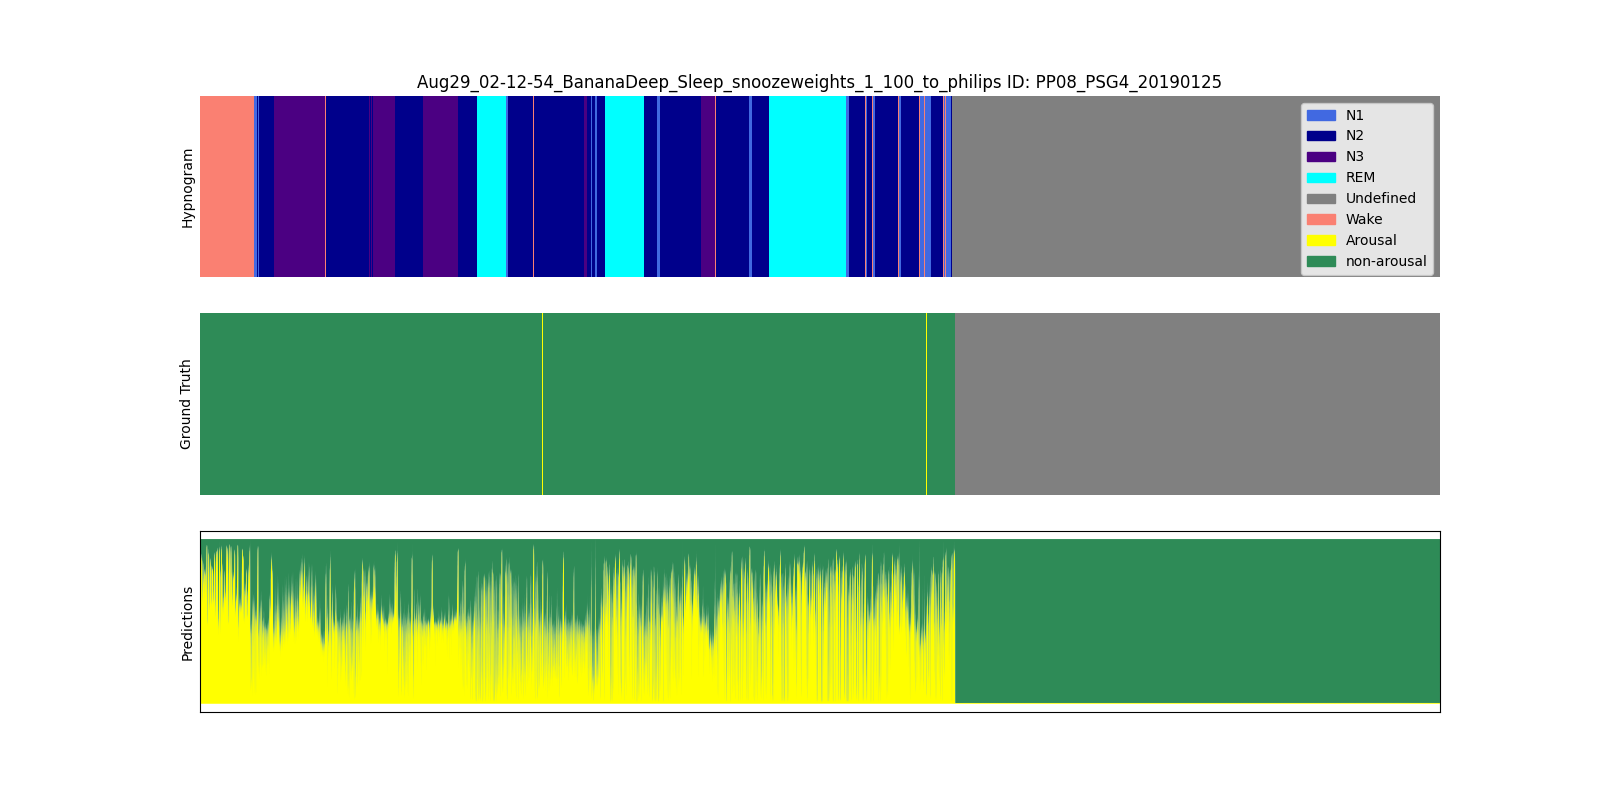 Aug29_02-12-54_BananaDeep_Sleep_snoozeweights_1_100_to_philips ID: PP08_PSG4_20190125
Hypnogram
N1
N2
N3
REM
Undefined
Wake
Arousal
non-arousal
Ground Truth
Predictions